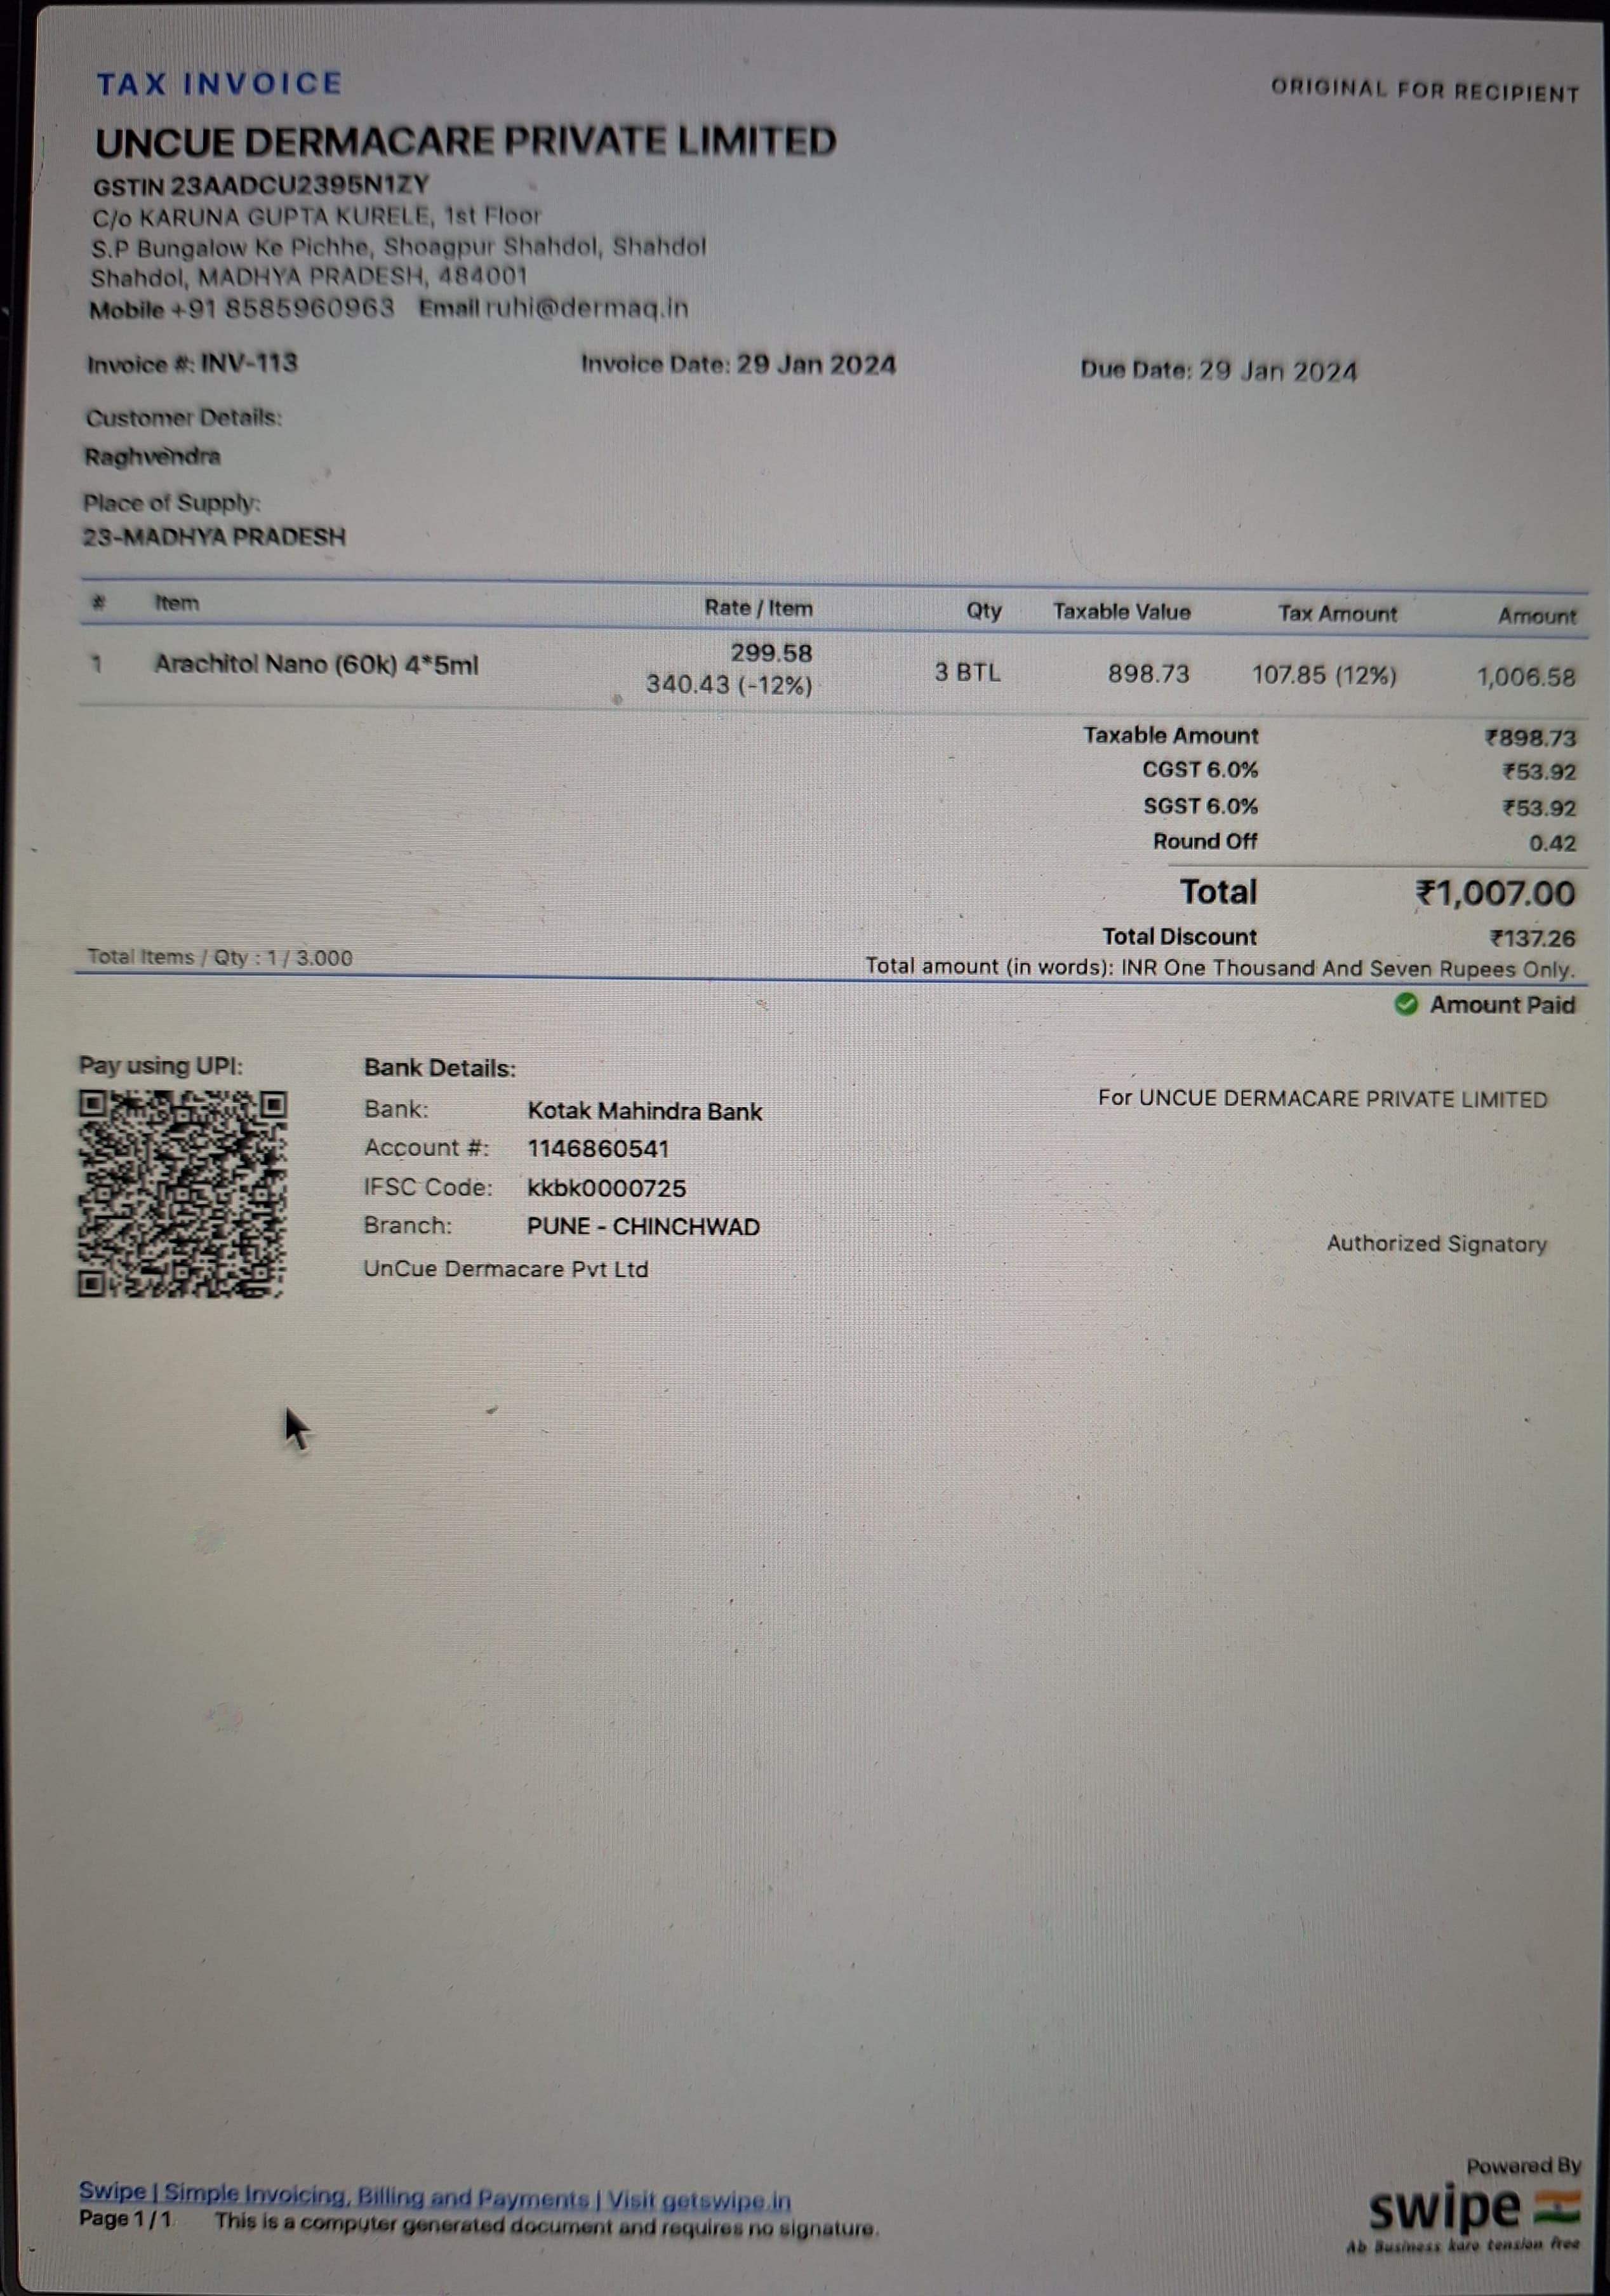 TAX INVOICE
ORIGINAL FOR RECIPIENT
UNCUE DERMACARE PRIVATE LIMITED
GSTIN 23AADCU2395N1ZY
C/o KARUNA GUPTA KURELE, 1st Floor
S.P Bungalow Ke Pichhe, Shoagpur Shahdol, Shahdol
Shahdol, MADHYA PRADESH, 484001
Mobile +91 8585960963 Email ruhi@dermaq.in
Invoice #: INV-113 Invoice Date: 29 Jan 2024 Due Date: 29 Jan 2024
Customer Details:
Raghvendra
Place of Supply:
23-MADHYA PRADESH
# Item Rate / Item Qty Taxable Value Tax Amount Amount
1 Arachitol Nano (60k) 4*5ml 299.58 3 BTL 898.73 107.85 (12%) 1,006.58
340.43 (-12%)
Taxable Amount ₹898.73
CGST 6.0% ₹53.92
SGST 6.0% ₹53.92
Round Off 0.42
Total ₹1,007.00
Total Discount ₹137.26
Total Items / Qty : 1 / 3.000
Total amount (in words): INR One Thousand And Seven Rupees Only.
Amount Paid
Pay using UPI:
Bank Details:
Bank: Kotak Mahindra Bank
Account #: 1146860541
IFSC Code: kkbk0000725
Branch: PUNE - CHINCHWAD
UnCue Dermacare Pvt Ltd
For UNCUE DERMACARE PRIVATE LIMITED
Authorized Signatory
Swipe | Simple Invoicing, Billing and Payments | Visit getswipe.in
Page 1 / 1 This is a computer generated document and requires no signature.
Powered By
swipe
Ab Business karo tension free